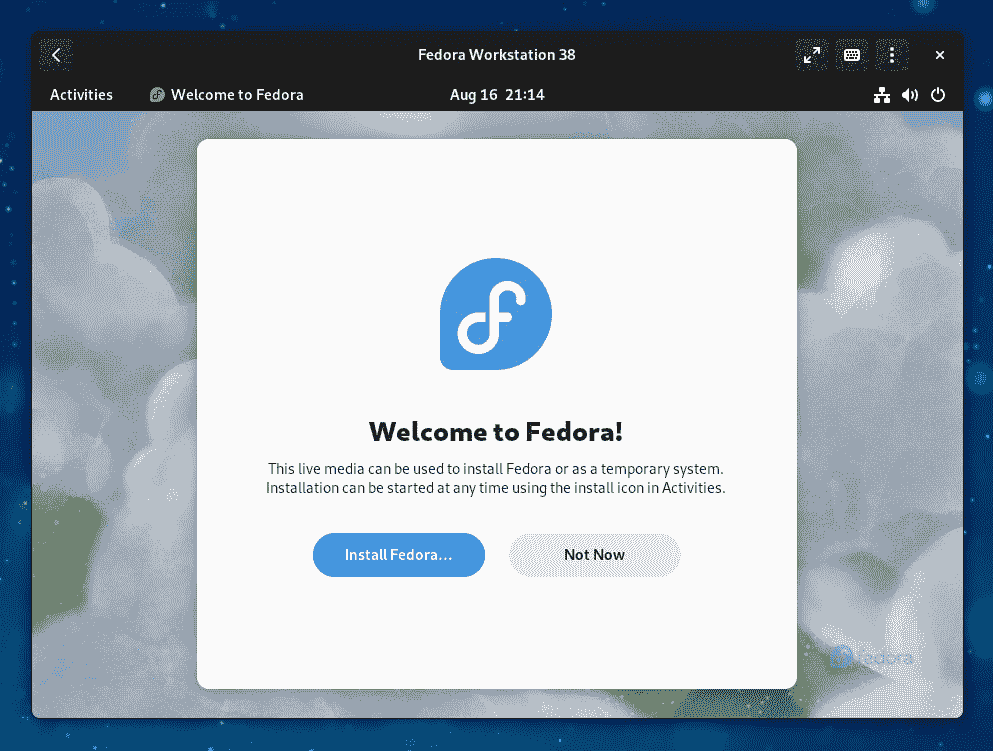 Fedora Workstation 38
Activities Welcome to Fedora Aug 16 21:14
Welcome to Fedora!
This live media can be used to install Fedora or as a temporary system.
Installation can be started at any time using the install icon in Activities.
Install Fedora... Not Now
fedora